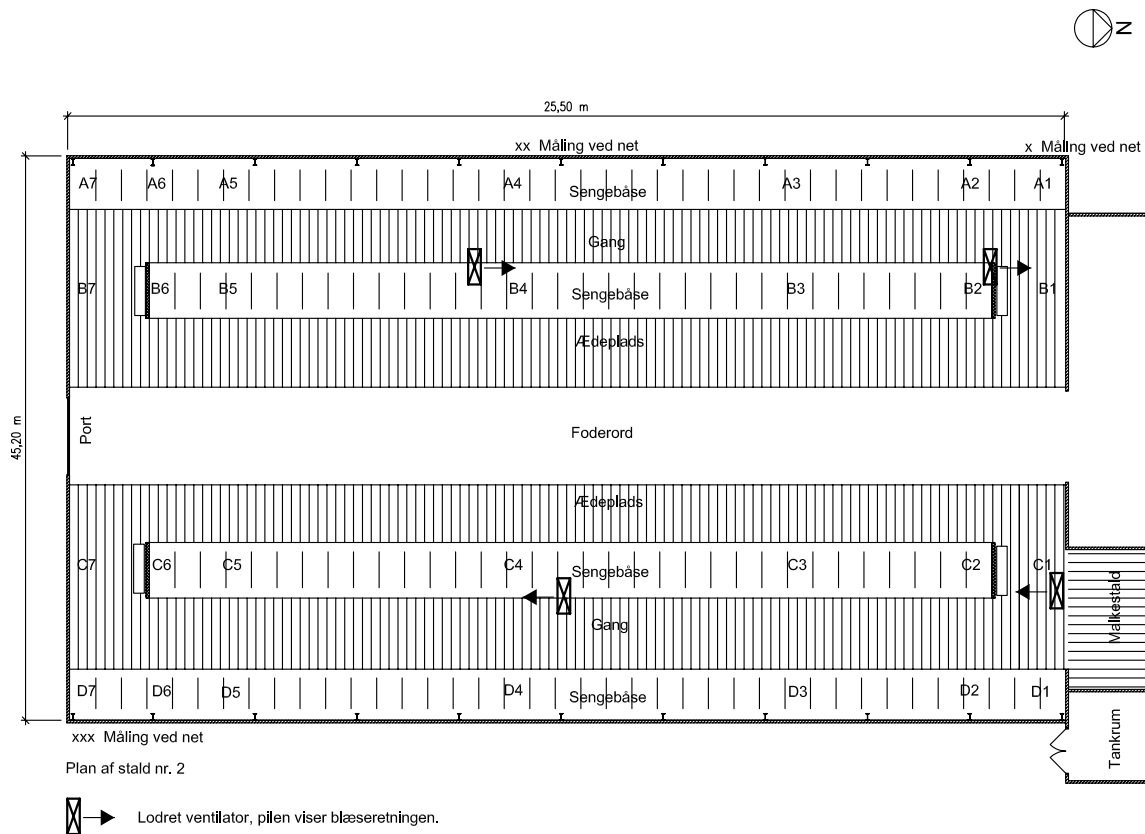 N
25,50 m
xx Måling ved net
x Måling ved net
A7 A6 A5 A4 Sengebåse A3 A2 A1
Gang
B7 B6 B5 B4 Sengebåse B3 B2 B1
Ædeplads
45,20 m
Port
Foderord
Ædeplads
C7 C6 C5 C4 Sengebåse C3 C2 C1
Gang
Malkestald
D7 D6 D5 D4 Sengebåse D3 D2 D1
Tankrum
xxx Måling ved net
Plan af stald nr. 2
Lodret ventilator, pilen viser blæseretningen.